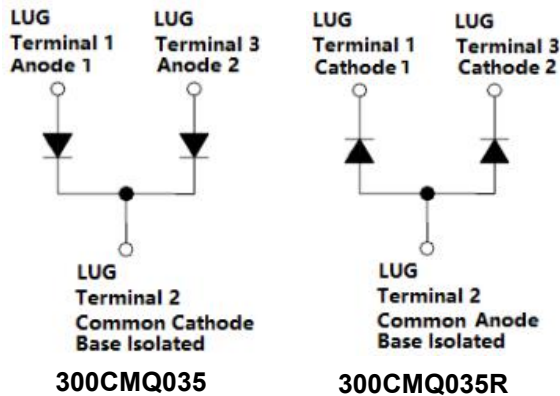 LUG
Terminal 1
Anode 1
LUG
Terminal 3
Anode 2
LUG
Terminal 2
Common Cathode
Base Isolated
300CMQ035
LUG
Terminal 1
Cathode 1
LUG
Terminal 3
Cathode 2
LUG
Terminal 2
Common Anode
Base Isolated
300CMQ035R